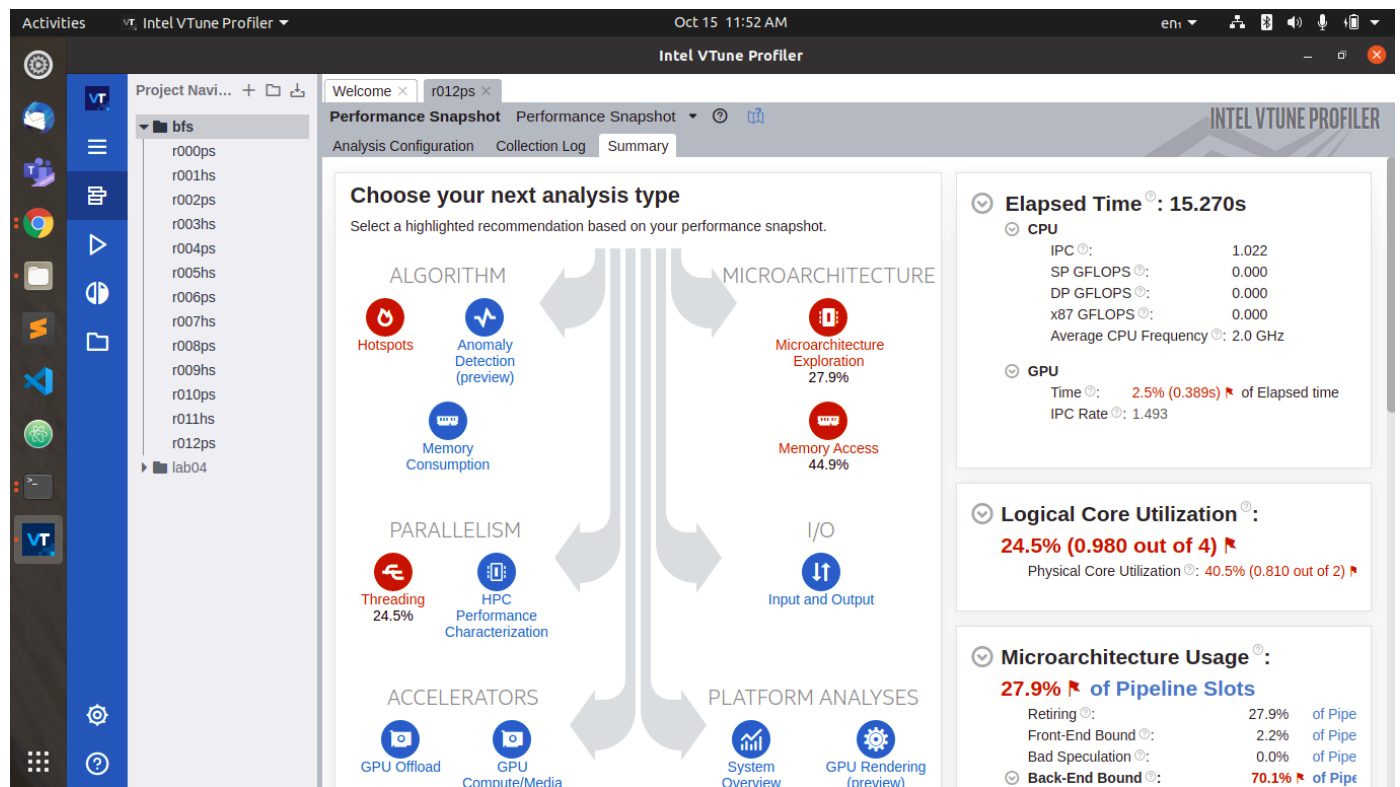 Activities
Intel VTune Profiler
Oct 15 11:52 AM
en₁
Intel VTune Profiler
VT
Project Navi...
bfs
r000ps
r001hs
r002ps
r003hs
r004ps
r005hs
r006ps
r007hs
r008ps
r009hs
r010ps
r011hs
r012ps
lab04
VT
Welcome
r012ps
Performance Snapshot Performance Snapshot
INTEL VTUNE PROFILER
Analysis Configuration Collection Log Summary
Choose your next analysis type
Select a highlighted recommendation based on your performance snapshot.
ALGORITHM
Hotspots
Anomaly
Detection
(preview)
Memory
Consumption
MICROARCHITECTURE
Microarchitecture
Exploration
27.9%
Memory Access
44.9%
PARALLELISM
Threading
24.5%
HPC
Performance
Characterization
I/O
Input and Output
ACCELERATORS
GPU Offload
GPU
Compute/Media
PLATFORM ANALYSES
System
Overview
GPU Rendering
(preview)
Elapsed Time: 15.270s
CPU
IPC: 1.022
SP GFLOPS: 0.000
DP GFLOPS: 0.000
x87 GFLOPS: 0.000
Average CPU Frequency: 2.0 GHz
GPU
Time: 2.5% (0.389s) of Elapsed time
IPC Rate: 1.493
Logical Core Utilization:
24.5% (0.980 out of 4)
Physical Core Utilization: 40.5% (0.810 out of 2)
Microarchitecture Usage:
27.9% of Pipeline Slots
Retiring: 27.9% of Pipe
Front-End Bound: 2.2% of Pipe
Bad Speculation: 0.0% of Pipe
Back-End Bound: 70.1% of Pipe